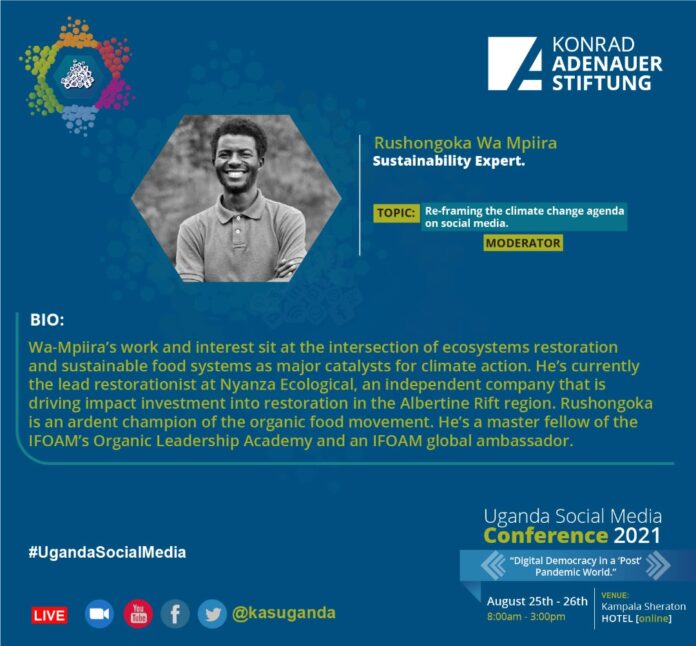 KONRAD
ADENAUER
STIFTUNG
Rushongoka Wa Mpiira
Sustainability Expert.
TOPIC: Re-framing the climate change agenda
on social media.
MODERATOR
BIO:
Wa-Mpiira’s work and interest sit at the intersection of ecosystems restoration
and sustainable food systems as major catalysts for climate action. He’s currently
the lead restorationist at Nyanza Ecological, an independent company that is
driving impact investment into restoration in the Albertine Rift region. Rushongoka
is an ardent champion of the organic food movement. He’s a master fellow of the
IFOAM’s Organic Leadership Academy and an IFOAM global ambassador.
Uganda Social Media
Conference 2021
“Digital Democracy in a ‘Post’
Pandemic World.”
August 25th - 26th
8:00am - 3:00pm
VENUE:
Kampala Sheraton
HOTEL [online]
#UgandaSocialMedia
LIVE
You
Tube
@kasuganda